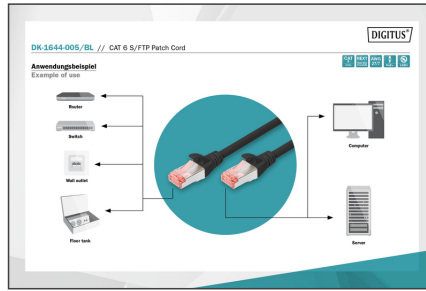 DIGITUS®
DK-1644-005/BL // CAT 6 S/FTP Patch Cord
Anwendungsbeispiel
Example of use
Router
Switch
Wall outlet
Floor tank
Computer
Server